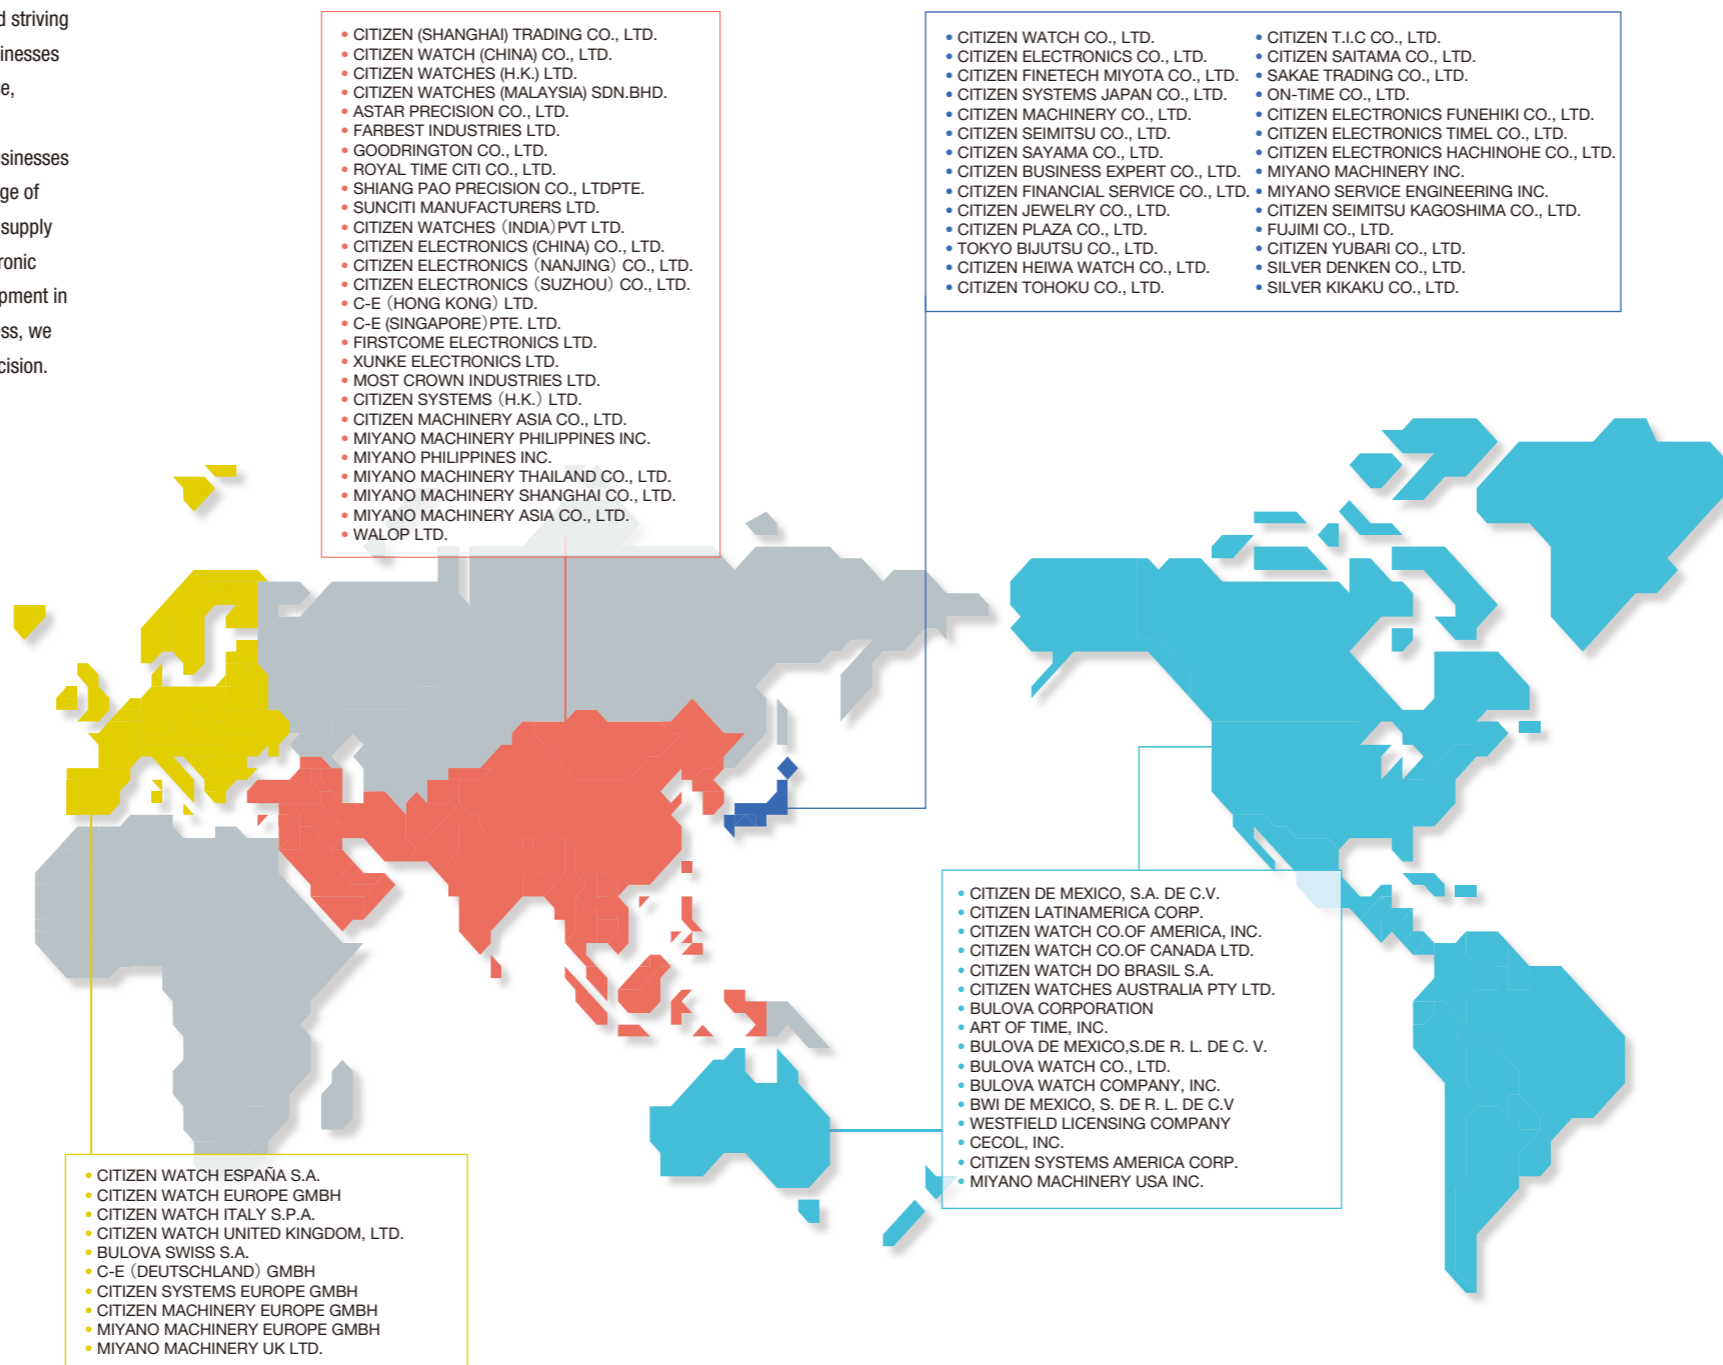 d striving
inesses
e,
sinesses
ge of
supply
ronic
pment in
ss, we
cision.
• CITIZEN (SHANGHAI) TRADING CO., LTD.
• CITIZEN WATCH (CHINA) CO., LTD.
• CITIZEN WATCHES (H.K.) LTD.
• CITIZEN WATCHES (MALAYSIA) SDN.BHD.
• ASTAR PRECISION CO., LTD.
• FARBEST INDUSTRIES LTD.
• GOODRINGTON CO., LTD.
• ROYAL TIME CITI CO., LTD.
• SHIANG PAO PRECISION CO., LTDPTE.
• SUNCITI MANUFACTURERS LTD.
• CITIZEN WATCHES (INDIA)PVT LTD.
• CITIZEN ELECTRONICS (CHINA) CO., LTD.
• CITIZEN ELECTRONICS (NANJING) CO., LTD.
• CITIZEN ELECTRONICS (SUZHOU) CO., LTD.
• C-E (HONG KONG) LTD.
• C-E (SINGAPORE)PTE. LTD.
• FIRSTCOME ELECTRONICS LTD.
• XUNKE ELECTRONICS LTD.
• MOST CROWN INDUSTRIES LTD.
• CITIZEN SYSTEMS (H.K.) LTD.
• CITIZEN MACHINERY ASIA CO., LTD.
• MIYANO MACHINERY PHILIPPINES INC.
• MIYANO PHILIPPINES INC.
• MIYANO MACHINERY THAILAND CO., LTD.
• MIYANO MACHINERY SHANGHAI CO., LTD.
• MIYANO MACHINERY ASIA CO., LTD.
• WALOP LTD.
• CITIZEN WATCH CO., LTD.
• CITIZEN ELECTRONICS CO., LTD.
• CITIZEN FINETECH MIYOTA CO., LTD.
• CITIZEN SYSTEMS JAPAN CO., LTD.
• CITIZEN MACHINERY CO., LTD.
• CITIZEN SEIMITSU CO., LTD.
• CITIZEN SAYAMA CO., LTD.
• CITIZEN BUSINESS EXPERT CO., LTD.
• CITIZEN FINANCIAL SERVICE CO., LTD.
• CITIZEN JEWELRY CO., LTD.
• CITIZEN PLAZA CO., LTD.
• TOKYO BIJUTSU CO., LTD.
• CITIZEN HEIWA WATCH CO., LTD.
• CITIZEN TOHOKU CO., LTD.
• CITIZEN T.I.C CO., LTD.
• CITIZEN SAITAMA CO., LTD.
• SAKAE TRADING CO., LTD.
• ON-TIME CO., LTD.
• CITIZEN ELECTRONICS FUNEHIKI CO., LTD.
• CITIZEN ELECTRONICS TIMEL CO., LTD.
• CITIZEN ELECTRONICS HACHINOHE CO., LTD.
• MIYANO MACHINERY INC.
• MIYANO SERVICE ENGINEERING INC.
• CITIZEN SEIMITSU KAGOSHIMA CO., LTD.
• FUJIMI CO., LTD.
• CITIZEN YUBARI CO., LTD.
• SILVER DENKEN CO., LTD.
• SILVER KIKAKU CO., LTD.
• CITIZEN DE MEXICO, S.A. DE C.V.
• CITIZEN LATINAMERICA CORP.
• CITIZEN WATCH CO.OF AMERICA, INC.
• CITIZEN WATCH CO.OF CANADA LTD.
• CITIZEN WATCH DO BRASIL S.A.
• CITIZEN WATCHES AUSTRALIA PTY LTD.
• BULOVA CORPORATION
• ART OF TIME, INC.
• BULOVA DE MEXICO,S.DE R. L. DE C. V.
• BULOVA WATCH CO., LTD.
• BULOVA WATCH COMPANY, INC.
• BWI DE MEXICO, S. DE R. L. DE C.V
• WESTFIELD LICENSING COMPANY
• CECOL, INC.
• CITIZEN SYSTEMS AMERICA CORP.
• MIYANO MACHINERY USA INC.
• CITIZEN WATCH ESPAÑA S.A.
• CITIZEN WATCH EUROPE GMBH
• CITIZEN WATCH ITALY S.P.A.
• CITIZEN WATCH UNITED KINGDOM, LTD.
• BULOVA SWISS S.A.
• C-E (DEUTSCHLAND) GMBH
• CITIZEN SYSTEMS EUROPE GMBH
• CITIZEN MACHINERY EUROPE GMBH
• MIYANO MACHINERY EUROPE GMBH
• MIYANO MACHINERY UK LTD.